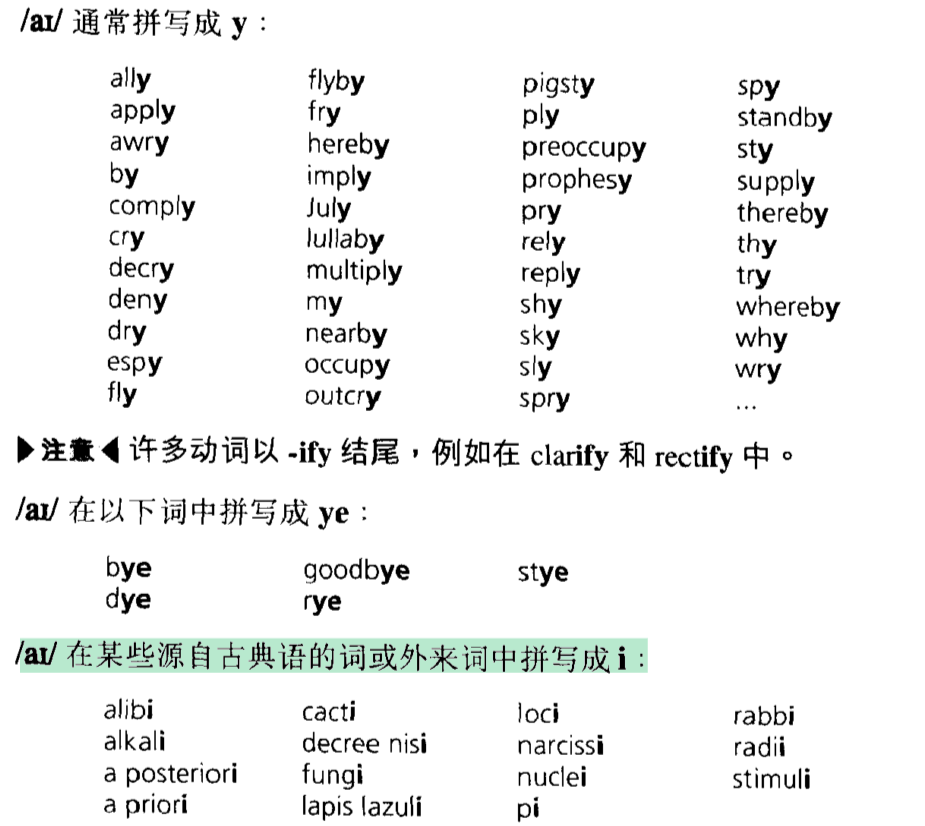 /aɪ/ 通常拼写成 y：
ally flyby pigsty spy
apply fry ply standby
awry hereby preoccupy sty
by imply prophesy supply
comply July pry thereby
cry lullaby rely thy
decry multiply reply try
deny my shy whereby
dry nearby sky why
espy occupy sly wry
fly outcry spry ...
▶注意◀ 许多动词以 -ify 结尾，例如在 clarify 和 rectify 中。
/aɪ/ 在以下词中拼写成 ye：
bye goodbye stye
dye rye
/aɪ/ 在某些源自古典语的词或外来词中拼写成 i：
alibi cacti loci rabbi
alkali decree nisi narcissi radii
a posteriori fungi nuclei stimuli
a priori lapis lazuli pi